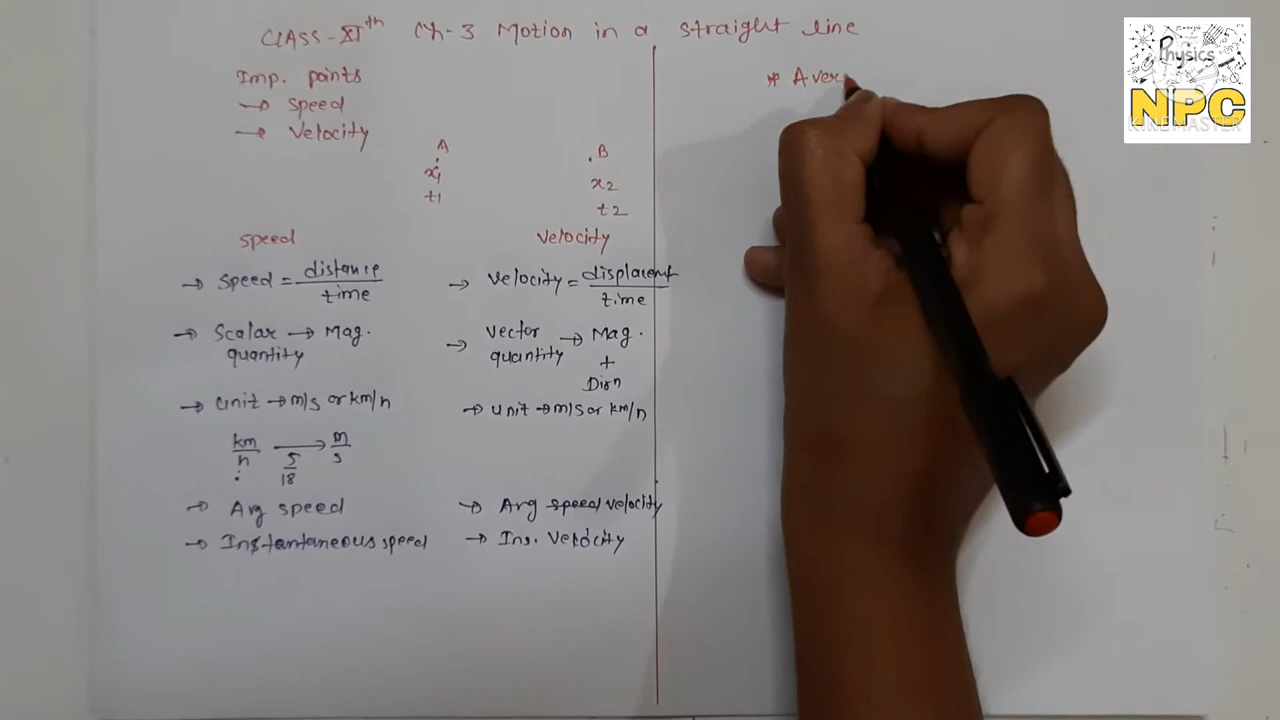 CLASS-XIth Ch-3 Motion in a straight line
Imp. points
→ Speed
→ Velocity
A B
x1 x2
t1 t2
Speed Velocity
→ Speed = distance / time
→ Velocity = displacent / time
→ Scalar quantity → Mag.
→ Vector quantity → Mag. + Dirn
→ Unit → m/s or km/h
→ Unit → m/s or km/h
km/h → 5/18 m/s
→ Avg speed
→ Avg speed velocity
→ Instantaneous speed
→ Ins. Velocity
* Aver
Physics
NPC
KINEMASTER